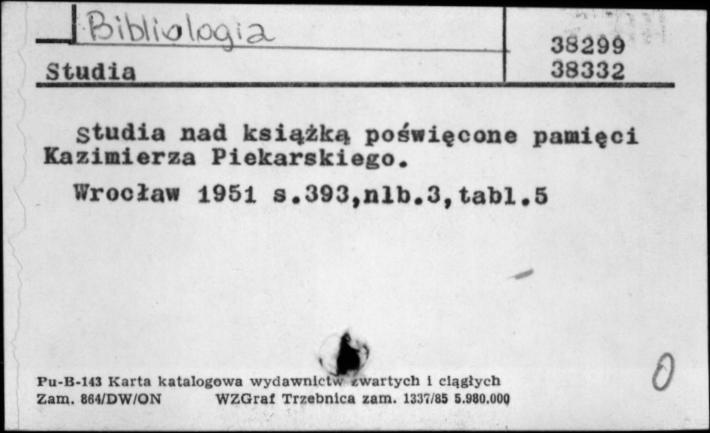 Bibliologia
38299
Studia
38332
Studia nad książką poświęcone pamięci
Kazimierza Piekarskiego.
Wrocław 1951 s.393,nlb.3,tabl.5
Pu-B-143 Karta katalogowa wydawnictw zwartych i ciągłych
Zam. 864/DW/ON WZGraf Trzebnica zam. 1337/85 5.980.000
0